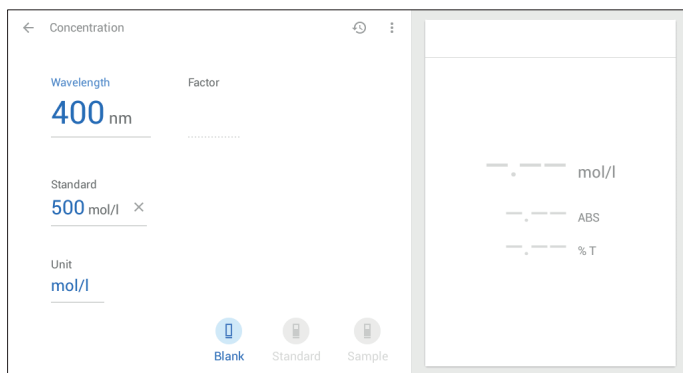 Concentration
Wavelength
Factor
400 nm
Standard
500 mol/l
Unit
mol/l
Blank
Standard
Sample
-.-- mol/l
-.-- ABS
-.-- % T